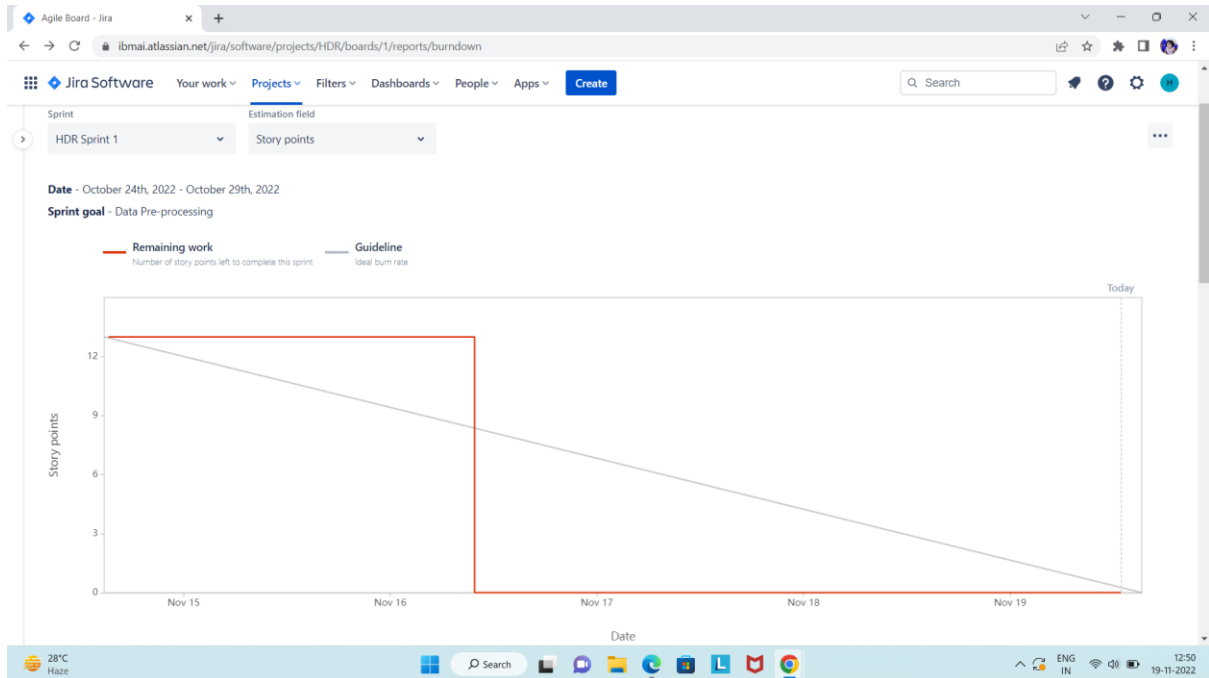 Agile Board - Jira
ibmai.atlassian.net/jira/software/projects/HDR/boards/1/reports/burndown
Jira Software Your work Projects Filters Dashboards People Apps Create Search H
Sprint Estimation field
HDR Sprint 1 Story points
Date - October 24th, 2022 - October 29th, 2022
Sprint goal - Data Pre-processing
Remaining work Guideline
Number of story points left to complete this sprint Ideal burn rate
Today
12
9
6
3
0
Story points
Nov 15 Nov 16 Nov 17 Nov 18 Nov 19
Date
28°C
Haze
Search
L
ENG
IN
12:50
19-11-2022